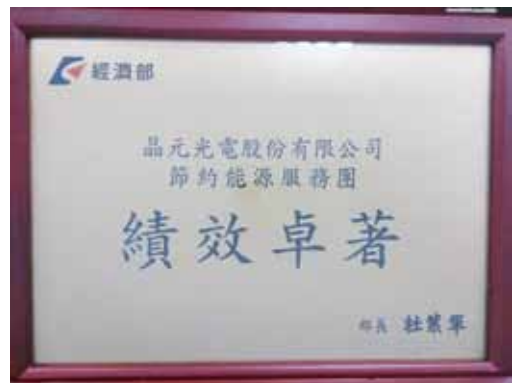 經濟部
晶元光電股份有限公司
節約能源服務團
績效卓著
部長 杜紫軍